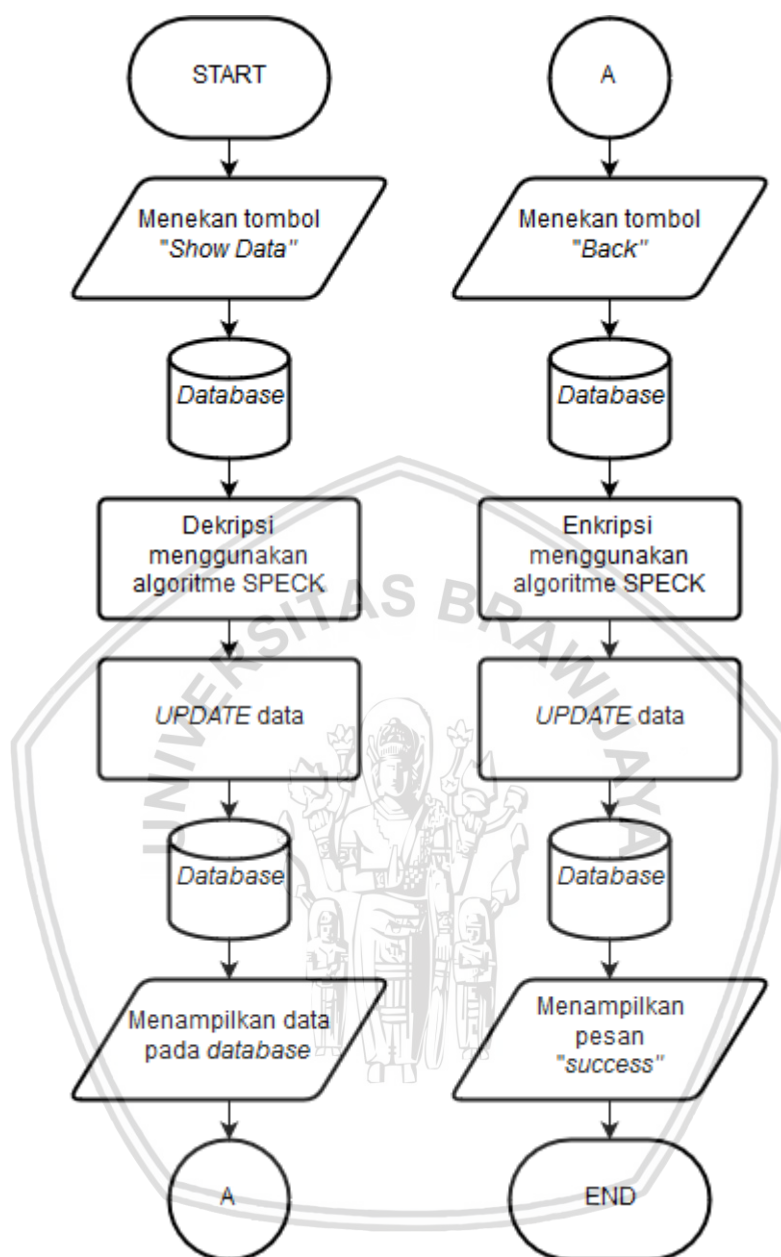 START
Menekan tombol
"Show Data"
Database
Dekripsi
menggunakan
algoritme SPECK
UPDATE data
Database
Menampilkan data
pada database
A
A
Menekan tombol
"Back"
Database
Enkripsi
menggunakan
algoritme SPECK
UPDATE data
Database
Menampilkan
pesan
"success"
END
UNIVERSITAS BRAWIJAYA